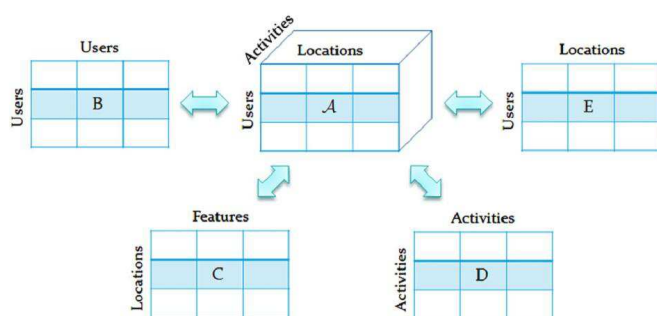 Users
Users
B
Activities
Locations
Users
A
Locations
Users
E
Features
Locations
C
Activities
Activities
D